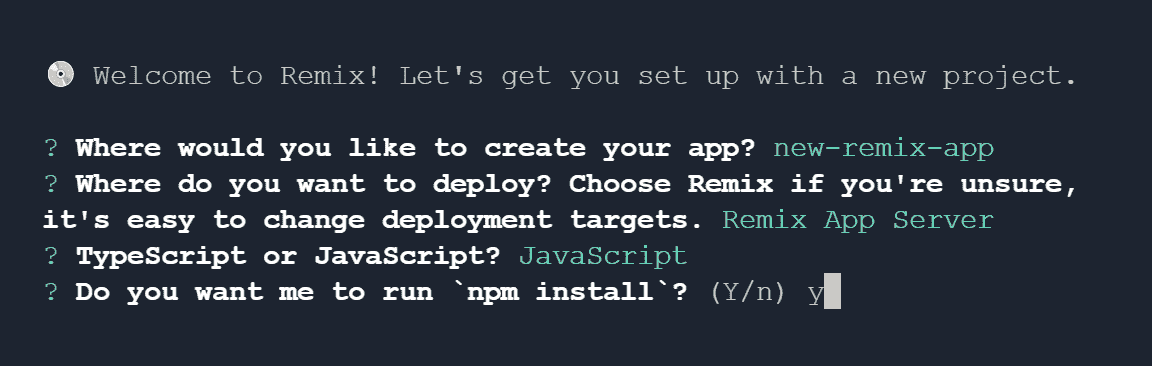 Welcome to Remix! Let's get you set up with a new project.
? Where would you like to create your app? new-remix-app
? Where do you want to deploy? Choose Remix if you're unsure,
it's easy to change deployment targets. Remix App Server
? TypeScript or JavaScript? JavaScript
? Do you want me to run `npm install`? (Y/n) y